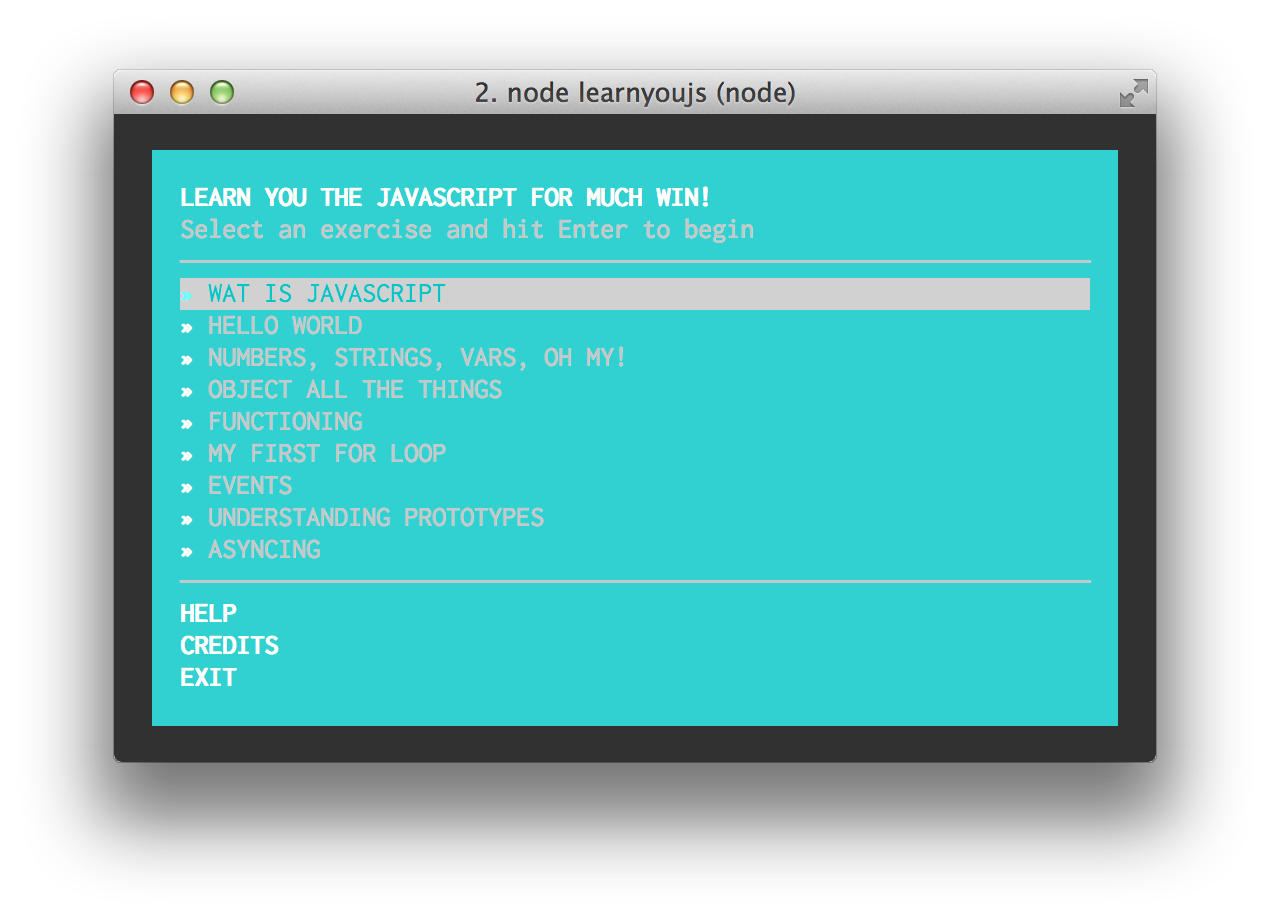 2. node learnyoujs (node)
LEARN YOU THE JAVASCRIPT FOR MUCH WIN!
Select an exercise and hit Enter to begin
» WAT IS JAVASCRIPT
» HELLO WORLD
» NUMBERS, STRINGS, VARS, OH MY!
» OBJECT ALL THE THINGS
» FUNCTIONING
» MY FIRST FOR LOOP
» EVENTS
» UNDERSTANDING PROTOTYPES
» ASYNCING
HELP
CREDITS
EXIT